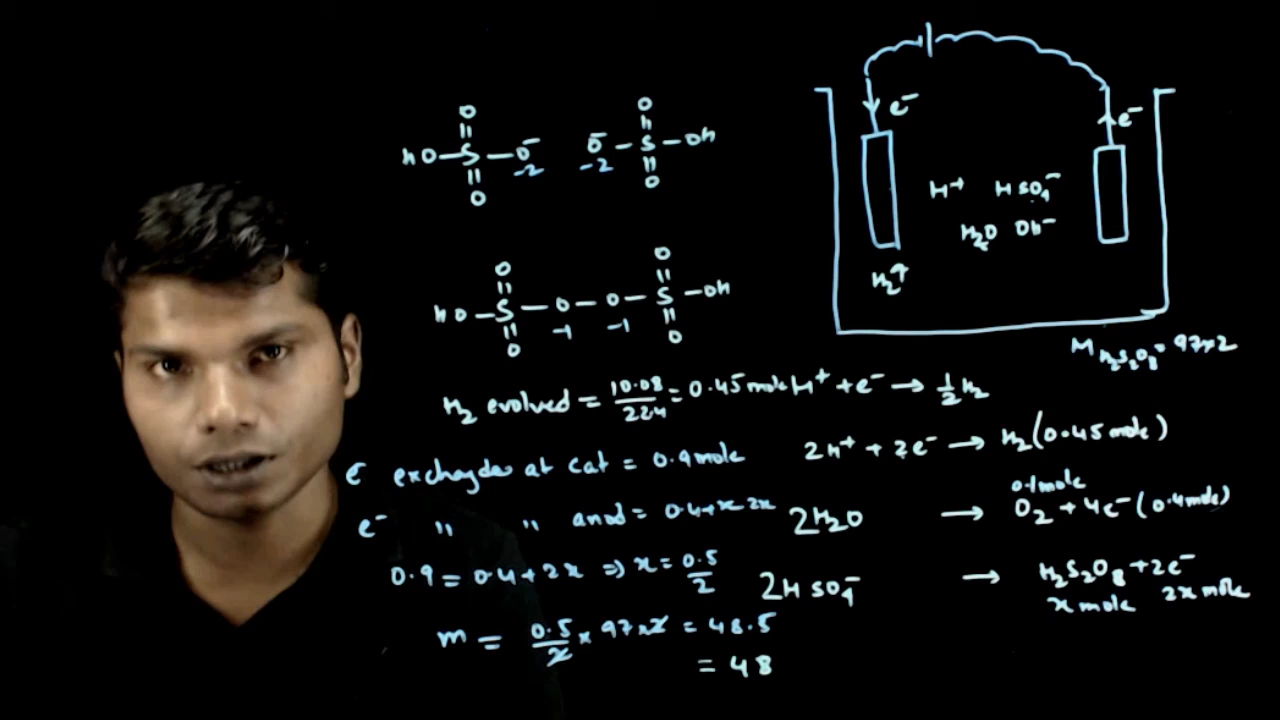 O O
|| ||
HO—S—O⁻ O⁻—S—OH
-2 -2
|| ||
O O
O O
|| ||
HO—S—O—O—S—OH
-1 -1
|| ||
O O
e⁻ e⁻
H⁺ HSO₄⁻
H₂O OH⁻
H₂↑
M H₂S₂O₈ = 97×2
H₂ evolved = 10.08/22.4 = 0.45 mole H⁺ + e⁻ → ½ H₂
e⁻ exchagdes at cat = 0.9 mole 2H⁺ + 2e⁻ → H₂ (0.45 mole)
0.1 mole
e⁻ " " anod = 0.4+x 2x 2H₂O → O₂ + 4e⁻ (0.4 mole)
0.9 = 0.4 + 2x ⇒ x = 0.5/2 2HSO₄⁻ → H₂S₂O₈ + 2e⁻
x mole 2x mole
m = 0.5/2 × 97×2 = 48.5
= 48